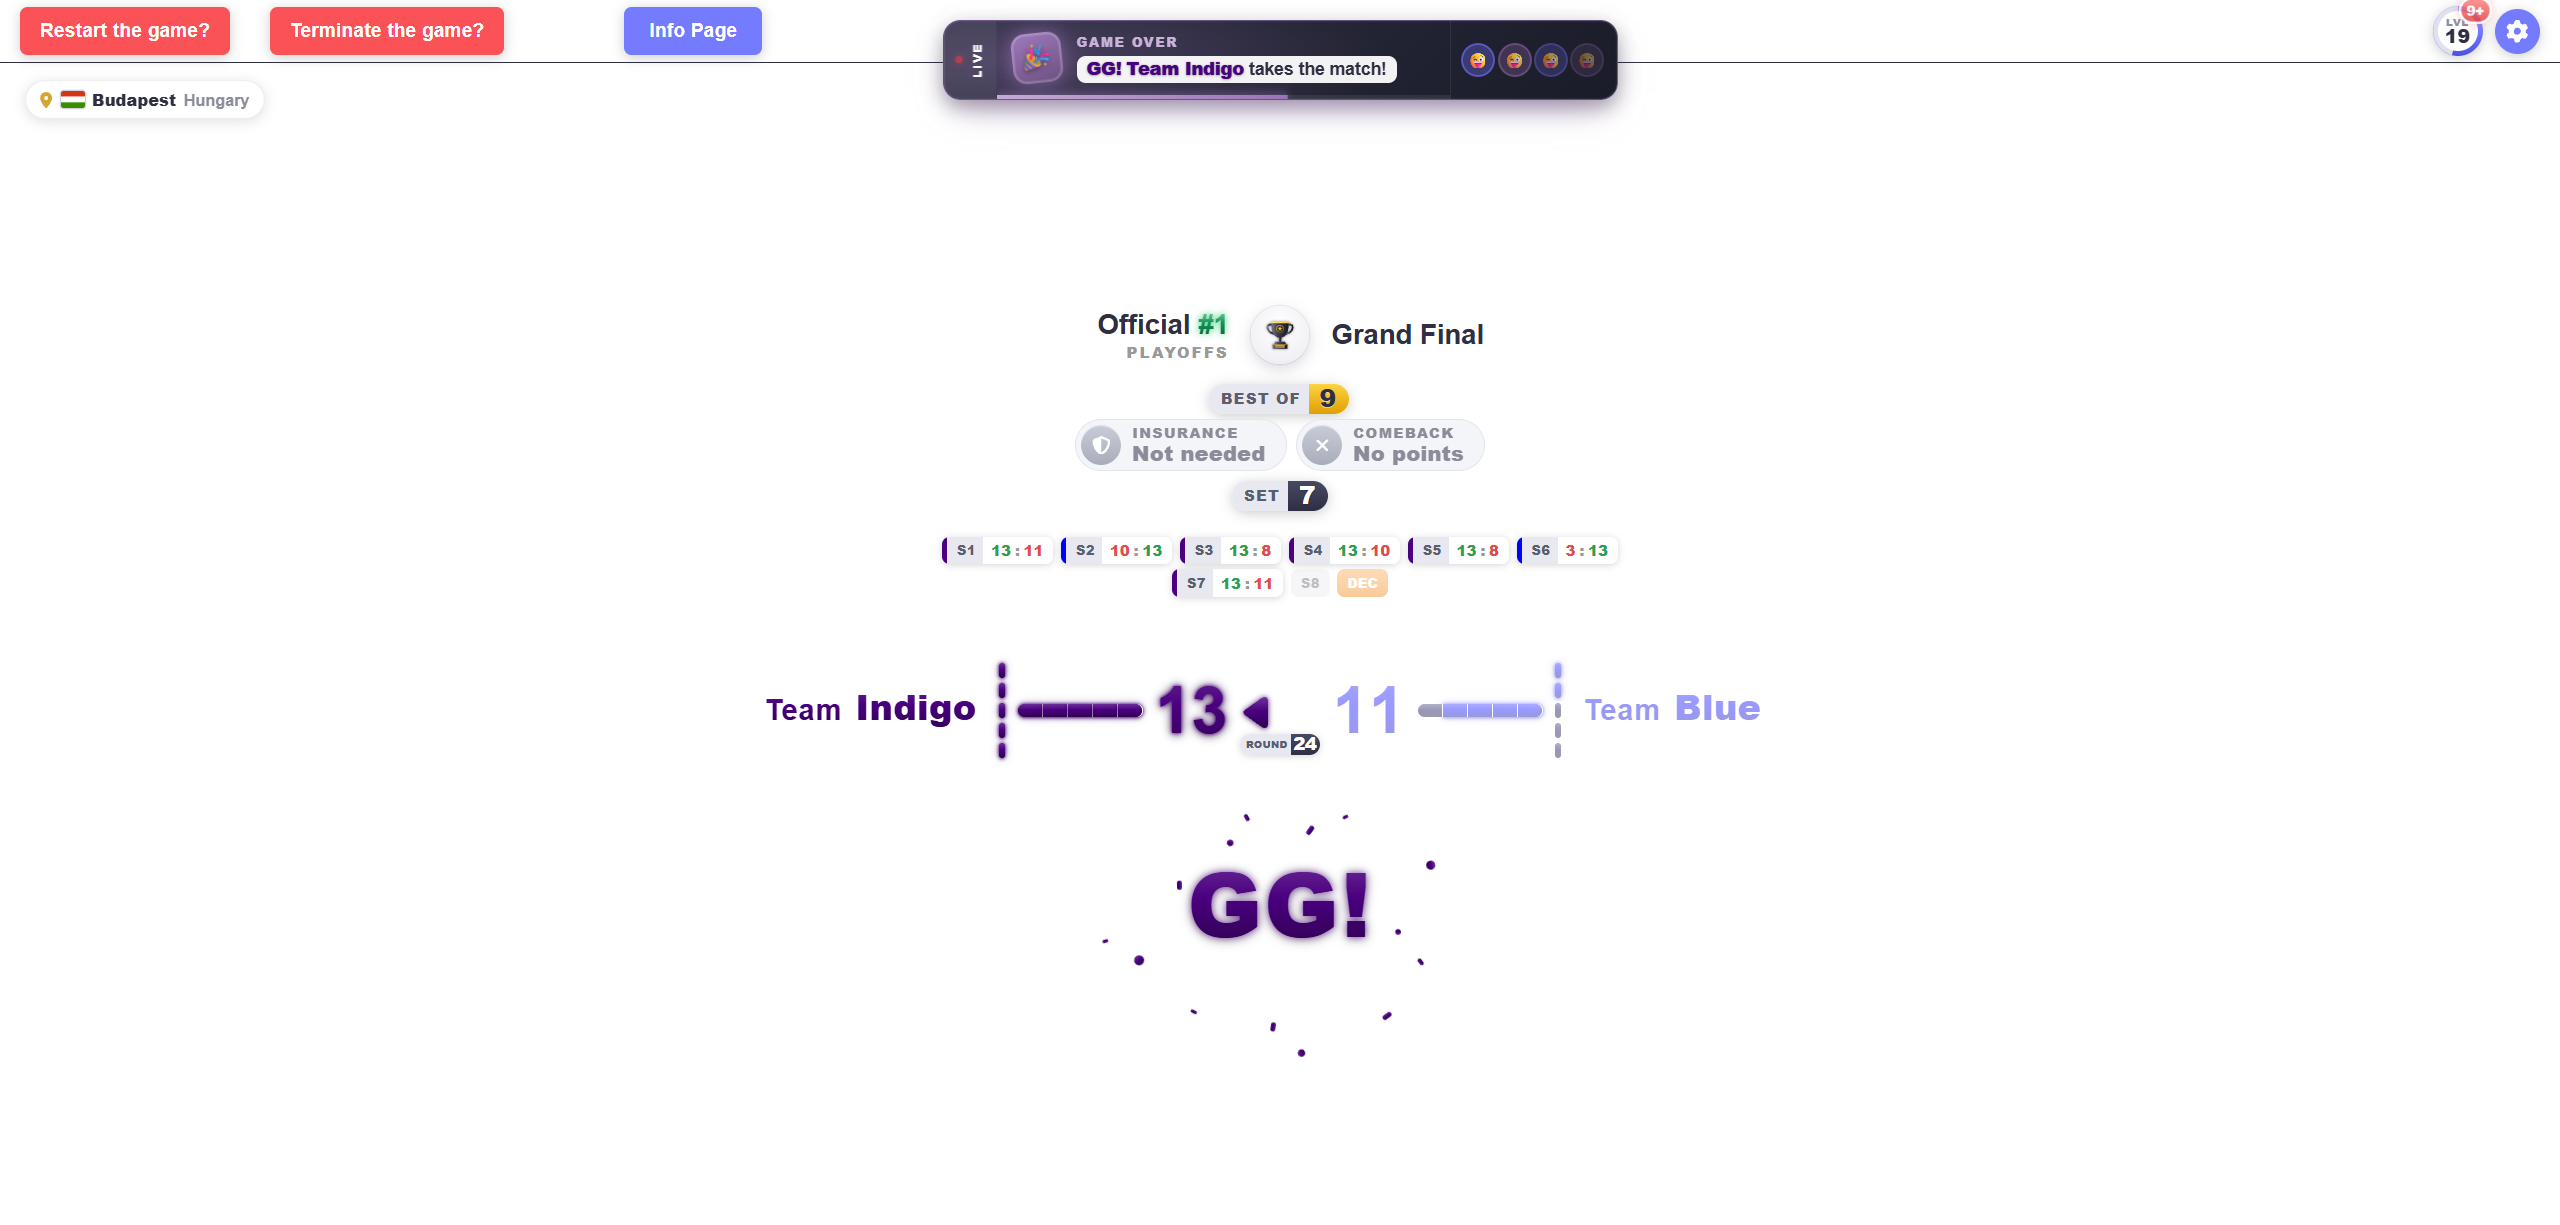 Restart the game?
Terminate the game?
Info Page
LIVE
GAME OVER
GG! Team Indigo takes the match!
LVL
19
9+
Budapest Hungary
Official #1
PLAYOFFS
Grand Final
BEST OF 9
INSURANCE
Not needed
COMEBACK
No points
SET 7
S1 13 : 11
S2 10 : 13
S3 13 : 8
S4 13 : 10
S5 13 : 8
S6 3 : 13
S7 13 : 11
S8
DEC
Team Indigo
13
11
Team Blue
ROUND 24
GG!